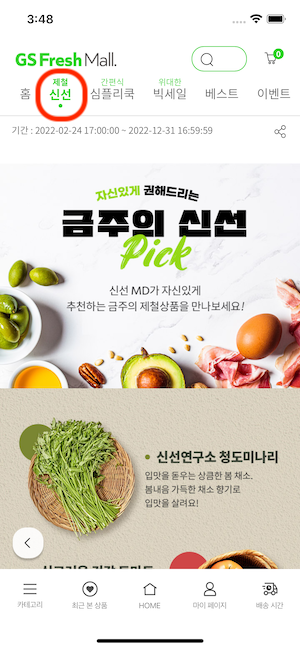 3:48
GS Fresh Mall.
0
제철
간편식
위대한
홈
신선
심플리쿡
빅세일
베스트
이벤트
기간 : 2022-02-24 17:00:00 ~ 2022-12-31 16:59:59
자신있게 권해드리는
금주의 신선
Pick
신선 MD가 자신있게
추천하는 금주의 제철상품을 만나보세요!
신선연구소 청도미나리
입맛을 돋우는 상큼한 봄 채소.
봄내음 가득한 채소 향기로
입맛을 살려요!
카테고리
최근 본 상품
HOME
마이 페이지
배송 시간